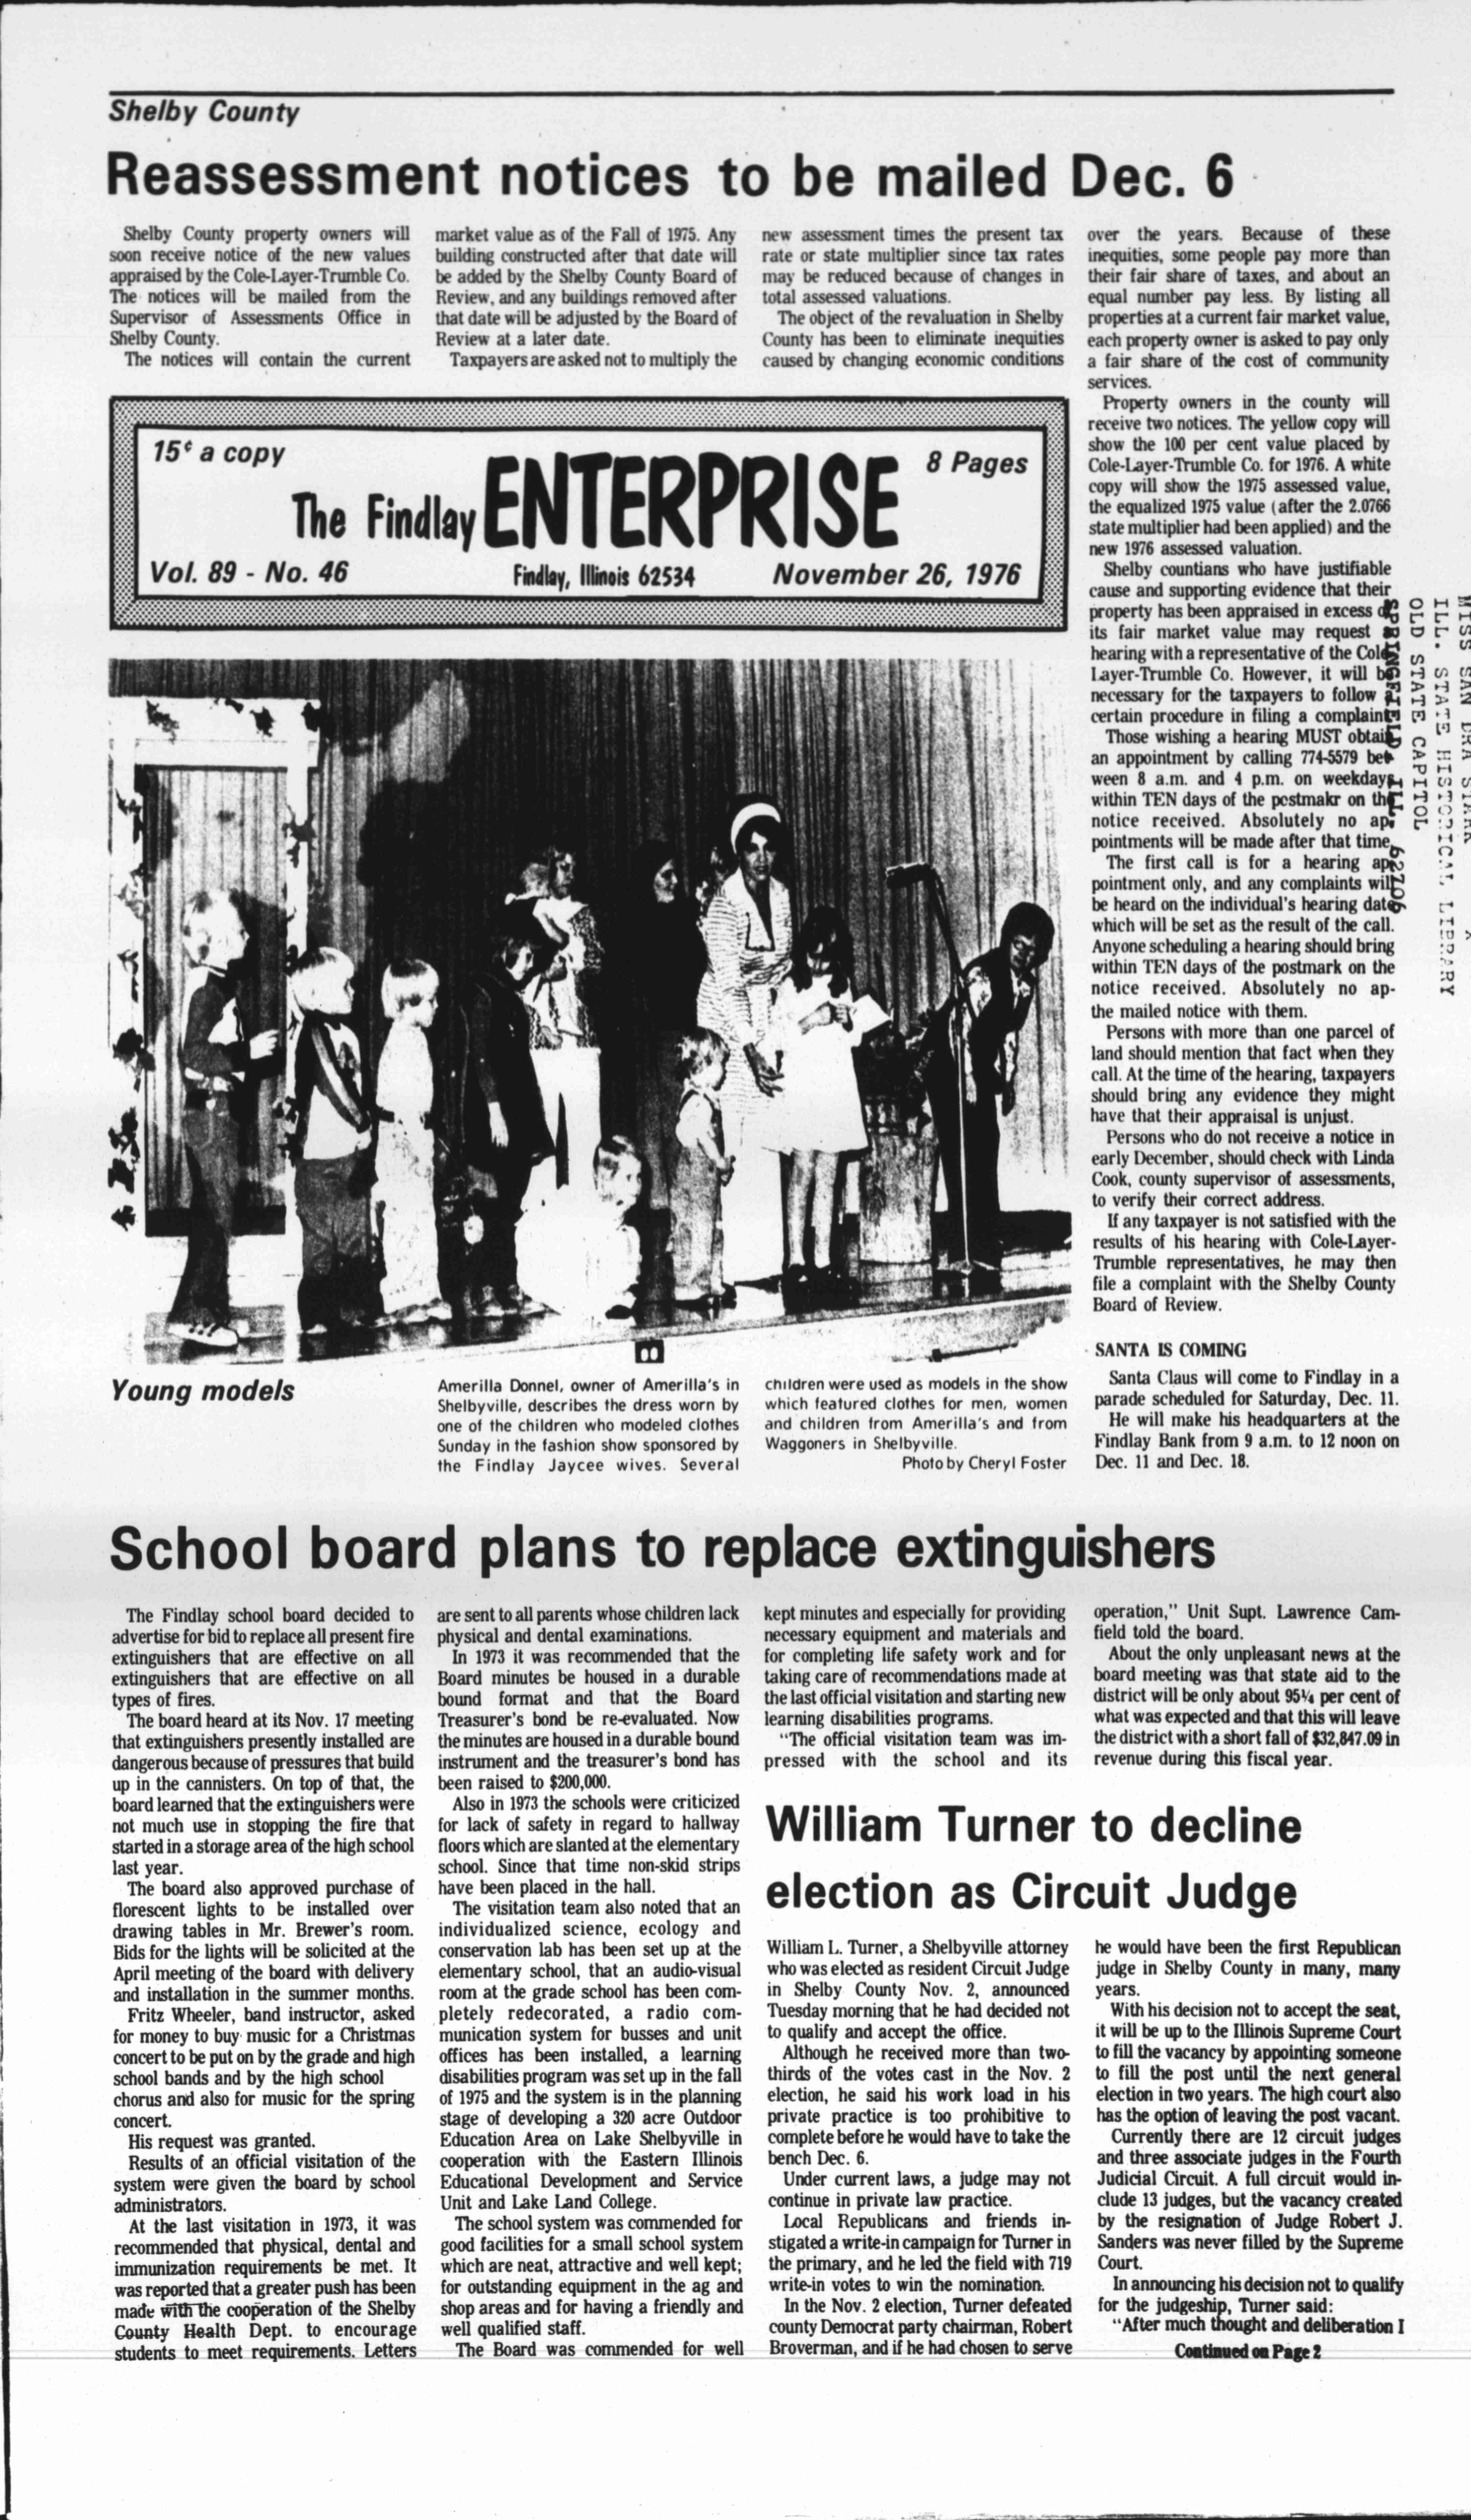 Shelby County
Reassessment notices to be mailed Dec. 6
Shelby County property owners will
soon receive notice of the new values
appraised by the Cole-Layer-Trumble Co.
The notices will be mailed from the
Supervisor of Assessments Office in
Shelby County.
The notices will contain the current
market value as of the Fall of 1975. Any
building constructed after that date will
be added by the Shelby County Board of
Review, and any buildings removed after
that date will be adjusted by the Board of
Review at a later date.
Taxpayers are asked not to multiply the
new assessment times the present tax
rate or state multiplier since tax rates
may be reduced because of changes in
total assessed valuations.
The object of the revaluation in Shelby
County has been to eliminate inequities
caused by changing economic conditions
over the years. Because of these
inequities, some people pay more than
their fair share of taxes, and about an
equal number pay less. By listing all
properties at a current fair market value,
each property owner is asked to pay only
a fair share of the cost of community
services.
Property owners in the county will
receive two notices. The yellow copy will
show the 100 per cent value placed by
Cole-Layer-Trumble Co. for 1976. A white
copy will show the 1975 assessed value,
the equalized 1975 value (after the 2.0766
state multiplier had been applied) and the
new 1976 assessed valuation.
Shelby countians who have justifiable
cause and supporting evidence that their
property has been appraised in excess
its fair market value may request
hearing with a representative of the Cole-
Layer-Trumble Co. However, it will be
necessary for the taxpayers to follow
certain procedure in filing a complaint
Those wishing a hearing MUST obtain
an appointment by calling 774-5579 bet-
ween 8 a.m. and 4 p.m. on weekdays
within TEN days of the postmakr on the
notice received. Absolutely no ap-
pointments will be made after that time.
The first call is for a hearing ap-
pointment only, and any complaints will
be heard on the individual's hearing date
which will be set as the result of the call.
Anyone scheduling a hearing should bring
within TEN days of the postmark on the
notice received. Absolutely no ap-
the mailed notice with them.
Persons with more than one parcel of
land should mention that fact when they
call. At the time of the hearing, taxpayers
should bring any evidence they might
have that their appraisal is unjust.
Persons who do not receive a notice in
early December, should check with Linda
Cook, county supervisor of assessments,
to verify their correct address.
If any taxpayer is not satisfied with the
results of his hearing with Cole-Layer-
Trumble representatives, he may then
file a complaint with the Shelby County
Board of Review.
ILL. STATE HISTORICAL LIBRARY
OLD STATE CAPITOL
SPRINGFIELD ILL. 62706
15¢ a copy
8 Pages
The Findlay ENTERPRISE
Vol. 89 - No. 46
Findlay, Illinois 62534
November 26, 1976
Young models
Amerilla Donnel, owner of Amerilla's in
Shelbyville, describes the dress worn by
one of the children who modeled clothes
Sunday in the fashion show sponsored by
the Findlay Jaycee wives. Several
children were used as models in the show
which featured clothes for men, women
and children from Amerilla's and from
Waggoners in Shelbyville.
Photo by Cheryl Foster
SANTA IS COMING
Santa Claus will come to Findlay in a
parade scheduled for Saturday, Dec. 11.
He will make his headquarters at the
Findlay Bank from 9 a.m. to 12 noon on
Dec. 11 and Dec. 18.
School board plans to replace extinguishers
The Findlay school board decided to
advertise for bid to replace all present fire
extinguishers that are effective on all
extinguishers that are effective on all
types of fires.
The board heard at its Nov. 17 meeting
that extinguishers presently installed are
dangerous because of pressures that build
up in the cannisters. On top of that, the
board learned that the extinguishers were
not much use in stopping the fire that
started in a storage area of the high school
last year.
The board also approved purchase of
florescent lights to be installed over
drawing tables in Mr. Brewer's room.
Bids for the lights will be solicited at the
April meeting of the board with delivery
and installation in the summer months.
Fritz Wheeler, band instructor, asked
for money to buy music for a Christmas
concert to be put on by the grade and high
school bands and by the high school
chorus and also for music for the spring
concert.
His request was granted.
Results of an official visitation of the
system were given the board by school
administrators.
At the last visitation in 1973, it was
recommended that physical, dental and
immunization requirements be met. It
was reported that a greater push has been
made with the cooperation of the Shelby
County Health Dept. to encourage
students to meet requirements. Letters
are sent to all parents whose children lack
physical and dental examinations.
In 1973 it was recommended that the
Board minutes be housed in a durable
bound format and that the Board
Treasurer's bond be re-evaluated. Now
the minutes are housed in a durable bound
instrument and the treasurer's bond has
been raised to $200,000.
Also in 1973 the schools were criticized
for lack of safety in regard to hallway
floors which are slanted at the elementary
school. Since that time non-skid strips
have been placed in the hall.
The visitation team also noted that an
individualized science, ecology and
conservation lab has been set up at the
elementary school, that an audio-visual
room at the grade school has been com-
pletely redecorated, a radio com-
munication system for busses and unit
offices has been installed, a learning
disabilities program was set up in the fall
of 1975 and the system is in the planning
stage of developing a 320 acre Outdoor
Education Area on Lake Shelbyville in
cooperation with the Eastern Illinois
Educational Development and Service
Unit and Lake Land College.
The school system was commended for
good facilities for a small school system
which are neat, attractive and well kept;
for outstanding equipment in the ag and
shop areas and for having a friendly and
well qualified staff.
The Board was commended for well
kept minutes and especially for providing
necessary equipment and materials and
for completing life safety work and for
taking care of recommendations made at
the last official visitation and starting new
learning disabilities programs.
"The official visitation team was im-
pressed with the school and its
operation," Unit Supt. Lawrence Cam-
field told the board.
About the only unpleasant news at the
board meeting was that state aid to the
district will be only about 95¼ per cent of
what was expected and that this will leave
the district with a short fall of $32,847.09 in
revenue during this fiscal year.
William Turner to decline
election as Circuit Judge
William L. Turner, a Shelbyville attorney
who was elected as resident Circuit Judge
in Shelby County Nov. 2, announced
Tuesday morning that he had decided not
to qualify and accept the office.
Although he received more than two-
thirds of the votes cast in the Nov. 2
election, he said his work load in his
private practice is too prohibitive to
complete before he would have to take the
bench Dec. 6.
Under current laws, a judge may not
continue in private law practice.
Local Republicans and friends in-
stigated a write-in campaign for Turner in
the primary, and he led the field with 719
write-in votes to win the nomination.
In the Nov. 2 election, Turner defeated
county Democrat party chairman, Robert
Broverman, and if he had chosen to serve
he would have been the first Republican
judge in Shelby County in many, many
years.
With his decision not to accept the seat,
it will be up to the Illinois Supreme Court
to fill the vacancy by appointing someone
to fill the post until the next general
election in two years. The high court also
has the option of leaving the post vacant.
Currently there are 12 circuit judges
and three associate judges in the Fourth
Judicial Circuit. A full circuit would in-
clude 13 judges, but the vacancy created
by the resignation of Judge Robert J.
Sanders was never filled by the Supreme
Court.
In announcing his decision not to qualify
for the judgeship, Turner said:
"After much thought and deliberation I
Continued on Page 2